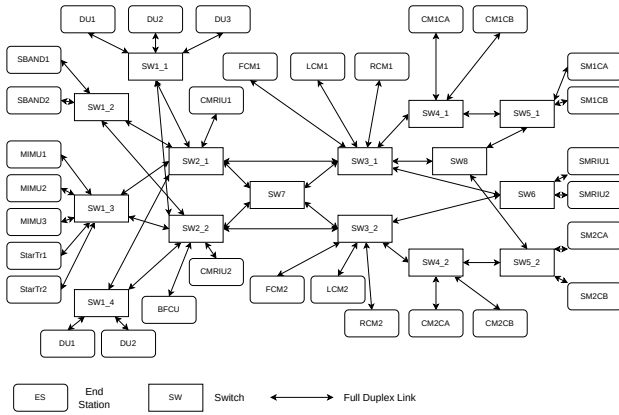 DU1
DU2
DU3
CM1CA
CM1CB
SBAND1
SW1_1
FCM1
LCM1
RCM1
SM1CA
SBAND2
SW1_2
CMRIU1
SW4_1
SW5_1
SM1CB
MIMU1
SW2_1
SW3_1
SW8
SMRIU1
MIMU2
SW7
SW6
SMRIU2
MIMU3
SW1_3
SW2_2
SW3_2
SM2CA
StarTr1
SW4_2
SW5_2
CMRIU2
StarTr2
FCM2
LCM2
SM2CB
SW1_4
BFCU
RCM2
CM2CA
CM2CB
DU1
DU2
ES
End
Station
SW
Switch
Full Duplex Link